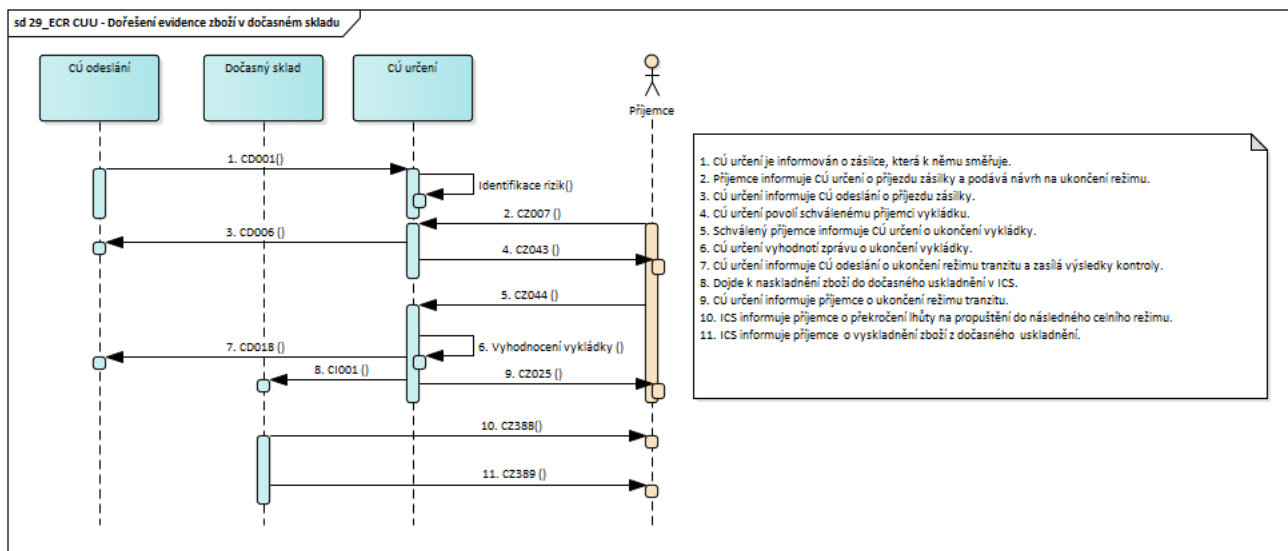 sd 29_ECR CUU - Dořešení evidence zboží v dočasném skladu
CÚ odeslání
Dočasný sklad
CÚ určení
Příjemce
1. CD001()
Identifikace rizik()
2. CZ007 ()
3. CD006 ()
4. CZ043 ()
5. CZ044 ()
6. Vyhodnocení vykládky ()
7. CD018 ()
8. CI001 ()
9. CZ025 ()
10. CZ388()
11. CZ389 ()
1. CÚ určení je informován o zásilce, která k němu směřuje.
2. Příjemce informuje CÚ určení o příjezdu zásilky a podává návrh na ukončení režimu.
3. CÚ určení informuje CÚ odeslání o příjezdu zásilky.
4. CÚ určení povolí schválenému příjemci vykládku.
5. Schválený příjemce informuje CÚ určení o ukončení vykládky.
6. CÚ určení vyhodnotí zprávu o ukončení vykládky.
7. CÚ určení informuje CÚ odeslání o ukončení režimu tranzitu a zasílá výsledky kontroly.
8. Dojde k naskladnění zboží do dočasného uskladnění v ICS.
9. CÚ určení informuje příjemce o ukončení režimu tranzitu.
10. ICS informuje příjemce o překročení lhůty na propuštění do následného celního režimu.
11. ICS informuje příjemce  o vyskladnění zboží z dočasného  uskladnění.